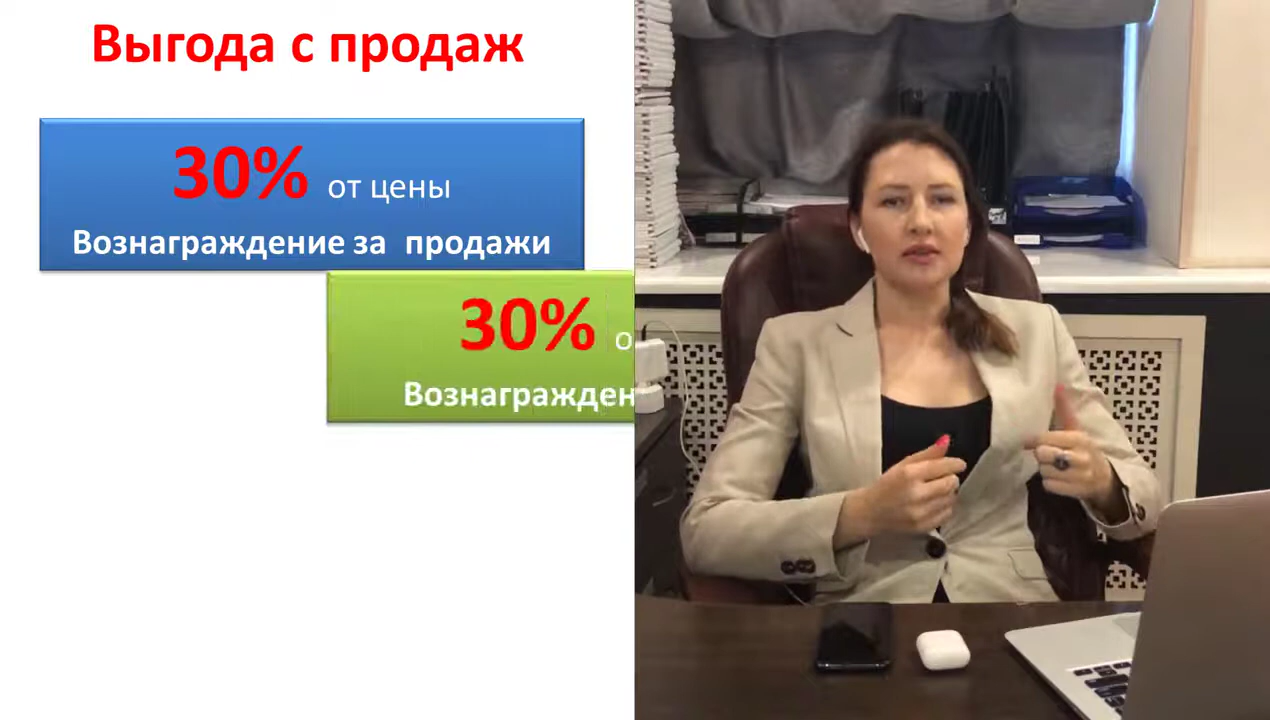 Выгода с продаж
30% от цены
Вознаграждение за продажи
30% о
Вознагражден